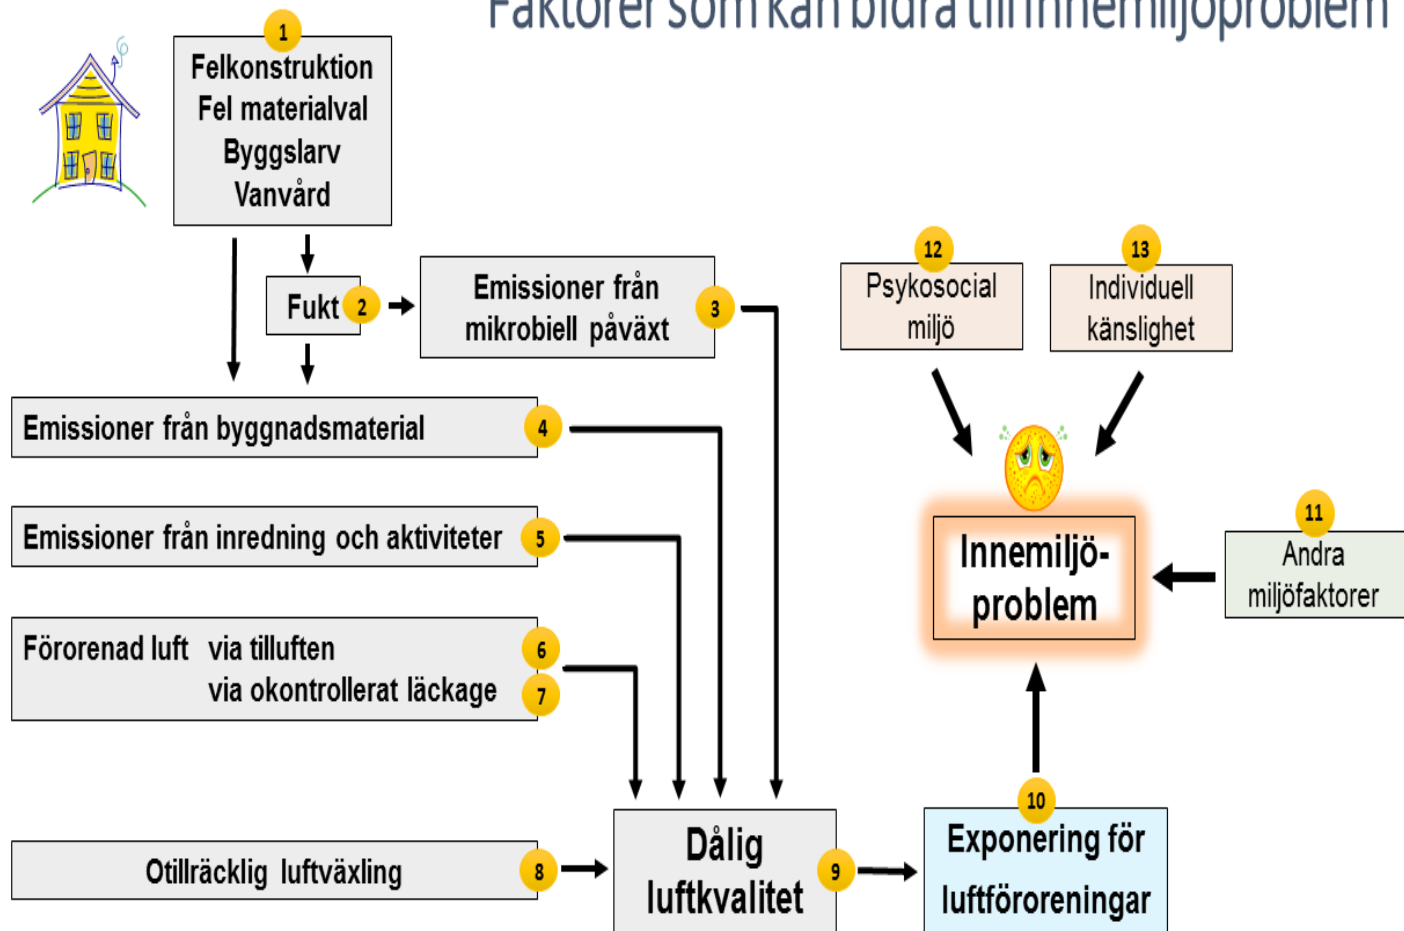 Faktorer som kan bidra till innemiljöproblem
1
Felkonstruktion
Fel materialval
Byggslarv
Vanvård
Fukt 2
Emissioner från
mikrobiell påväxt
3
Emissioner från byggnadsmaterial 4
Emissioner från inredning och aktiviteter 5
Förorenad luft via tilluften 6
via okontrollerat läckage 7
Otillräcklig luftväxling 8
Dålig
luftkvalitet
9
10
Exponering för
luftföroreningar
Innemiljö-
problem
11
Andra
miljöfaktorer
12
Psykosocial
miljö
13
Individuell
känslighet